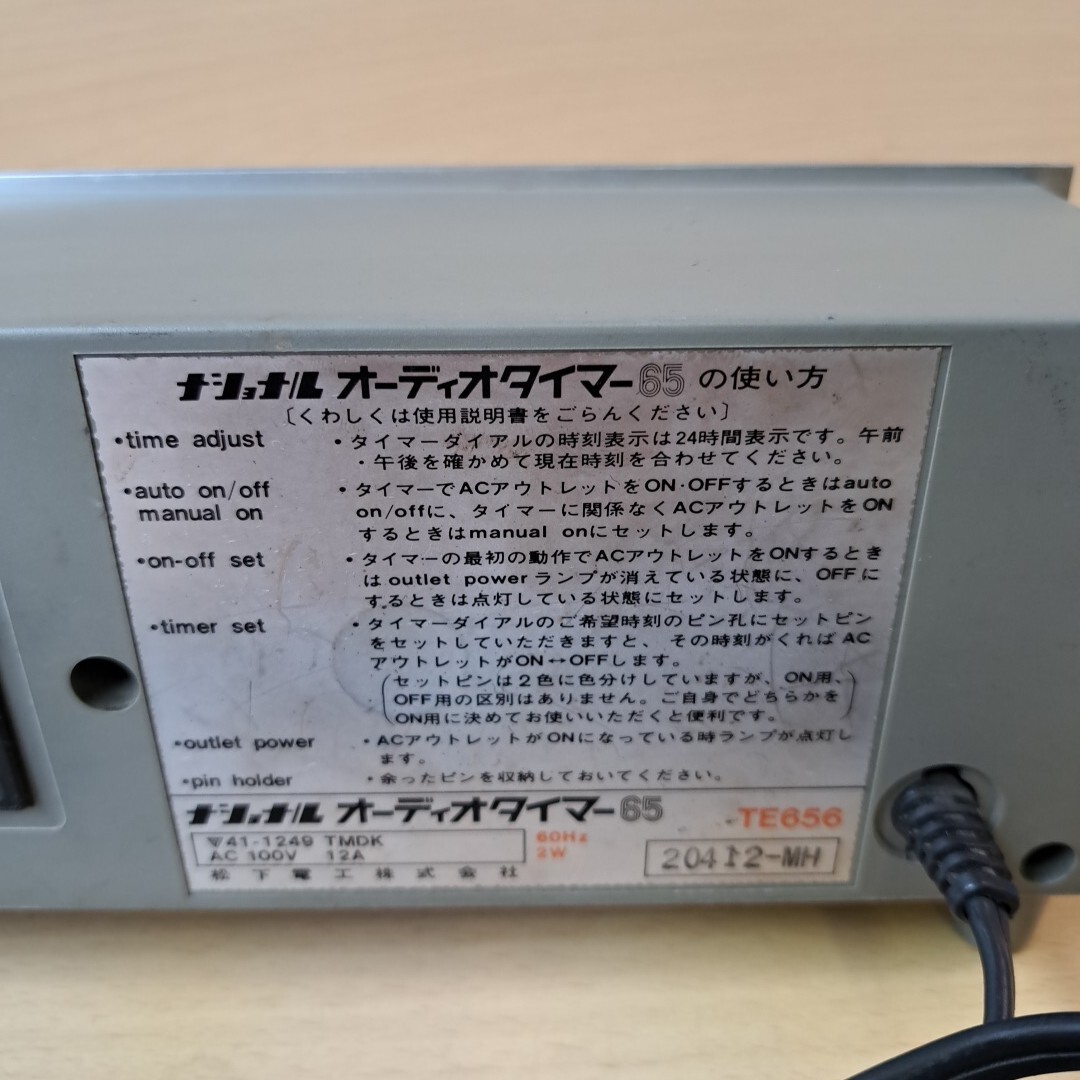 ナショナル オーディオタイマー65 の使い方
〔くわしくは使用説明書をごらんください〕
・time adjust ・タイマーダイアルの時刻表示は24時間表示です。午前
・午後を確かめて現在時刻を合わせてください。
・auto on/off ・タイマーでACアウトレットをON・OFFするときはauto
manual on on/offに、タイマーに関係なくACアウトレットをON
するときはmanual onにセットします。
・on-off set ・タイマーの最初の動作でACアウトレットをONするとき
はoutlet powerランプが消えている状態に、OFFに
するときは点灯している状態にセットします。
・timer set ・タイマーダイアルのご希望時刻のピン孔にセットピン
をセットしていただきますと、その時刻がくればAC
アウトレットがON↔OFFします。
(セットピンは2色に色分けしていますが、ON用、
OFF用の区別はありません。ご自身でどちらかを
ON用に決めてお使いいただくと便利です。)
・outlet power ・ACアウトレットがONになっている時ランプが点灯し
ます。
・pin holder ・余ったピンを収納しておいてください。
ナショナル オーディオタイマー65 TE656
41-1249 TMDK 60Hz
AC 100V 12A 2W 20412-MH
松下電工株式会社